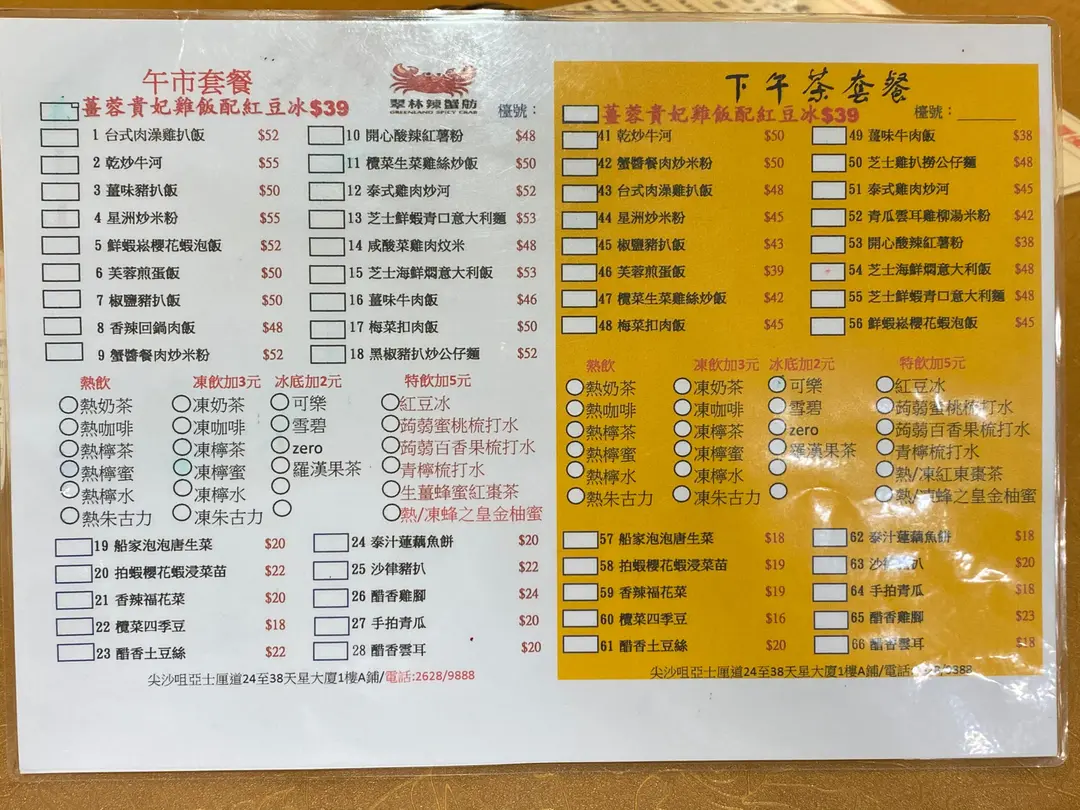 午市套餐
翠林辣蟹舫
GREENLAND SPICY CRAB
檯號：
薑蓉貴妃雞飯配紅豆冰$39
1 台式肉澡雞扒飯 $52
2 乾炒牛河 $55
3 薑味豬扒飯 $50
4 星洲炒米粉 $55
5 鮮蝦崧櫻花蝦泡飯 $52
6 芙蓉煎蛋飯 $50
7 椒鹽豬扒飯 $50
8 香辣回鍋肉飯 $48
9 蟹醬餐肉炒米粉 $52
10 開心酸辣紅薯粉 $48
11 欖菜生菜雞絲炒飯 $50
12 泰式雞肉炒河 $52
13 芝士鮮蝦青口意大利麵 $53
14 咸酸菜雞肉炆米 $48
15 芝士海鮮焗意大利飯 $53
16 薑味牛肉飯 $46
17 梅菜扣肉飯 $50
18 黑椒豬扒炒公仔麵 $52
熱飲
熱奶茶
熱咖啡
熱檸茶
熱檸蜜
熱檸水
熱朱古力
凍飲加3元
凍奶茶
凍咖啡
凍檸茶
凍檸蜜
凍檸水
凍朱古力
冰底加2元
可樂
雪碧
zero
羅漢果茶
特飲加5元
紅豆冰
蒟蒻蜜桃梳打水
蒟蒻百香果梳打水
青檸梳打水
生薑蜂蜜紅棗茶
熱/凍蜂之皇金柚蜜
19 船家泡泡唐生菜 $20
20 拍蝦櫻花蝦浸菜苗 $22
21 香辣福花菜 $20
22 欖菜四季豆 $18
23 醋香土豆絲 $22
24 泰汁蓮藕魚餅 $20
25 沙律豬扒 $22
26 醋香雞腳 $24
27 手拍青瓜 $20
28 醋香雲耳 $20
尖沙咀亞士厘道24至38天星大廈1樓A鋪/電話:2628/9888
下午茶套餐
薑蓉貴妃雞飯配紅豆冰$39
檯號：
41 乾炒牛河 $50
42 蟹醬餐肉炒米粉 $50
43 台式肉澡雞扒飯 $48
44 星洲炒米粉 $45
45 椒鹽豬扒飯 $43
46 芙蓉煎蛋飯 $39
47 欖菜生菜雞絲炒飯 $42
48 梅菜扣肉飯 $45
49 薑味牛肉飯 $38
50 芝士雞扒撈公仔麵 $48
51 泰式雞肉炒河 $45
52 青瓜雲耳雞柳湯米粉 $42
53 開心酸辣紅薯粉 $38
54 芝士海鮮焗意大利飯 $48
55 芝士鮮蝦青口意大利麵 $48
56 鮮蝦崧櫻花蝦泡飯 $45
熱飲
熱奶茶
熱咖啡
熱檸茶
熱檸蜜
熱檸水
熱朱古力
凍飲加3元
凍奶茶
凍咖啡
凍檸茶
凍檸蜜
凍檸水
凍朱古力
冰底加2元
可樂
雪碧
zero
羅漢果茶
特飲加5元
紅豆冰
蒟蒻蜜桃梳打水
蒟蒻百香果梳打水
青檸梳打水
熱/凍紅東棗茶
熱/凍蜂之皇金柚蜜
57 船家泡泡唐生菜 $18
58 拍蝦櫻花蝦浸菜苗 $19
59 香辣福花菜 $19
60 欖菜四季豆 $16
61 醋香土豆絲 $20
62 泰汁蓮藕魚餅 $18
63 沙律豬扒 $20
64 手拍青瓜 $18
65 醋香雞腳 $23
66 醋香雲耳 $18
尖沙咀亞士厘道24至38天星大廈1樓A鋪/電話: